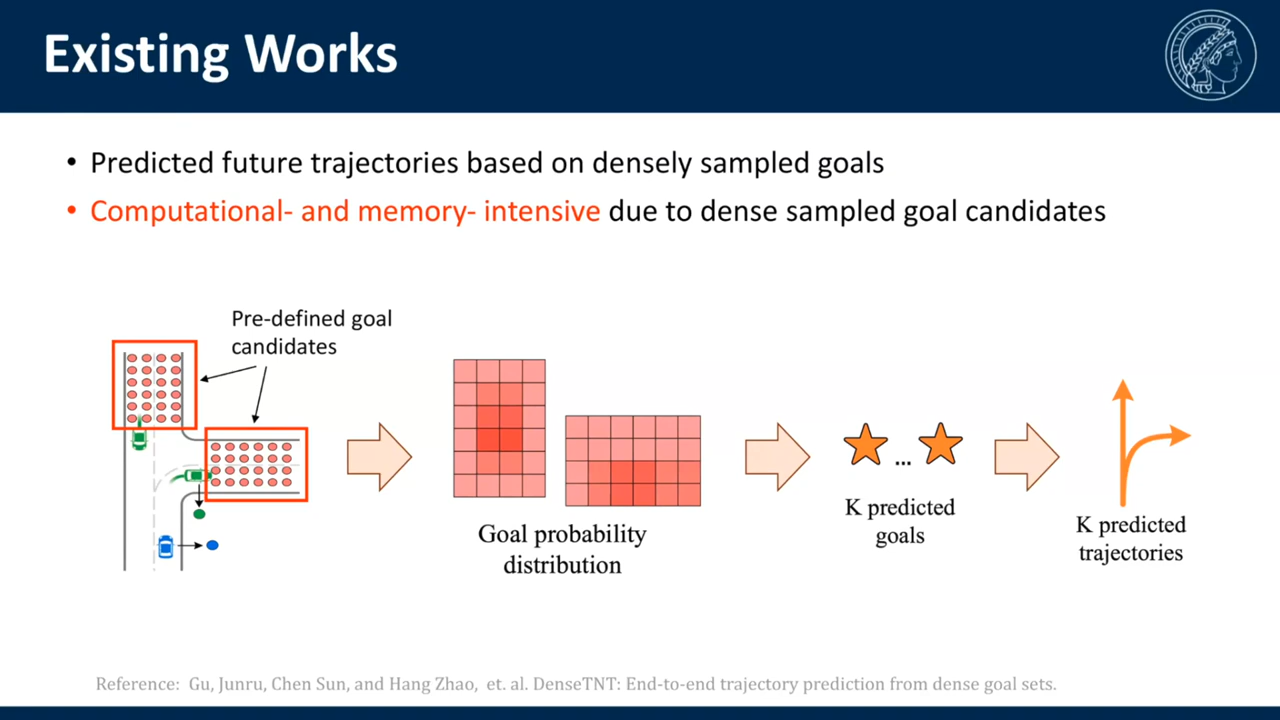 Existing Works
• Predicted future trajectories based on densely sampled goals
• Computational- and memory- intensive due to dense sampled goal candidates
Pre-defined goal
candidates
Goal probability
distribution
...
K predicted
goals
K predicted
trajectories
Reference: Gu, Junru, Chen Sun, and Hang Zhao, et. al. DenseTNT: End-to-end trajectory prediction from dense goal sets.